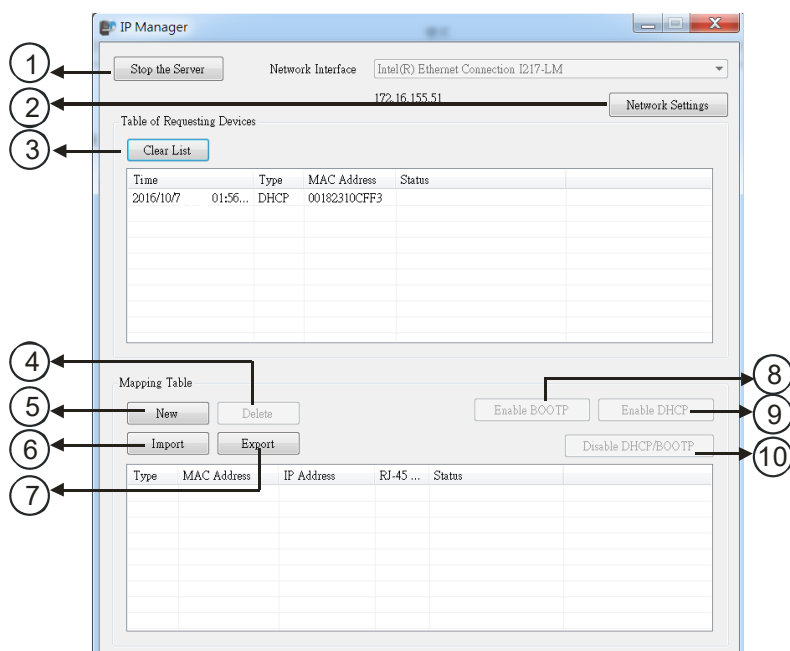 IP Manager
1 Stop the Server Network Interface Intel(R) Ethernet Connection I217-LM
172.16.155.51
2 Network Settings
Table of Requesting Devices
3 Clear List
Time Type MAC Address Status
2016/10/7 01:56... DHCP 00182310CFF3
4
Mapping Table
8
5 New Delete Enable BOOTP Enable DHCP 9
6 Import Export Disable DHCP/BOOTP 10
7
Type MAC Address IP Address RJ-45 ... Status